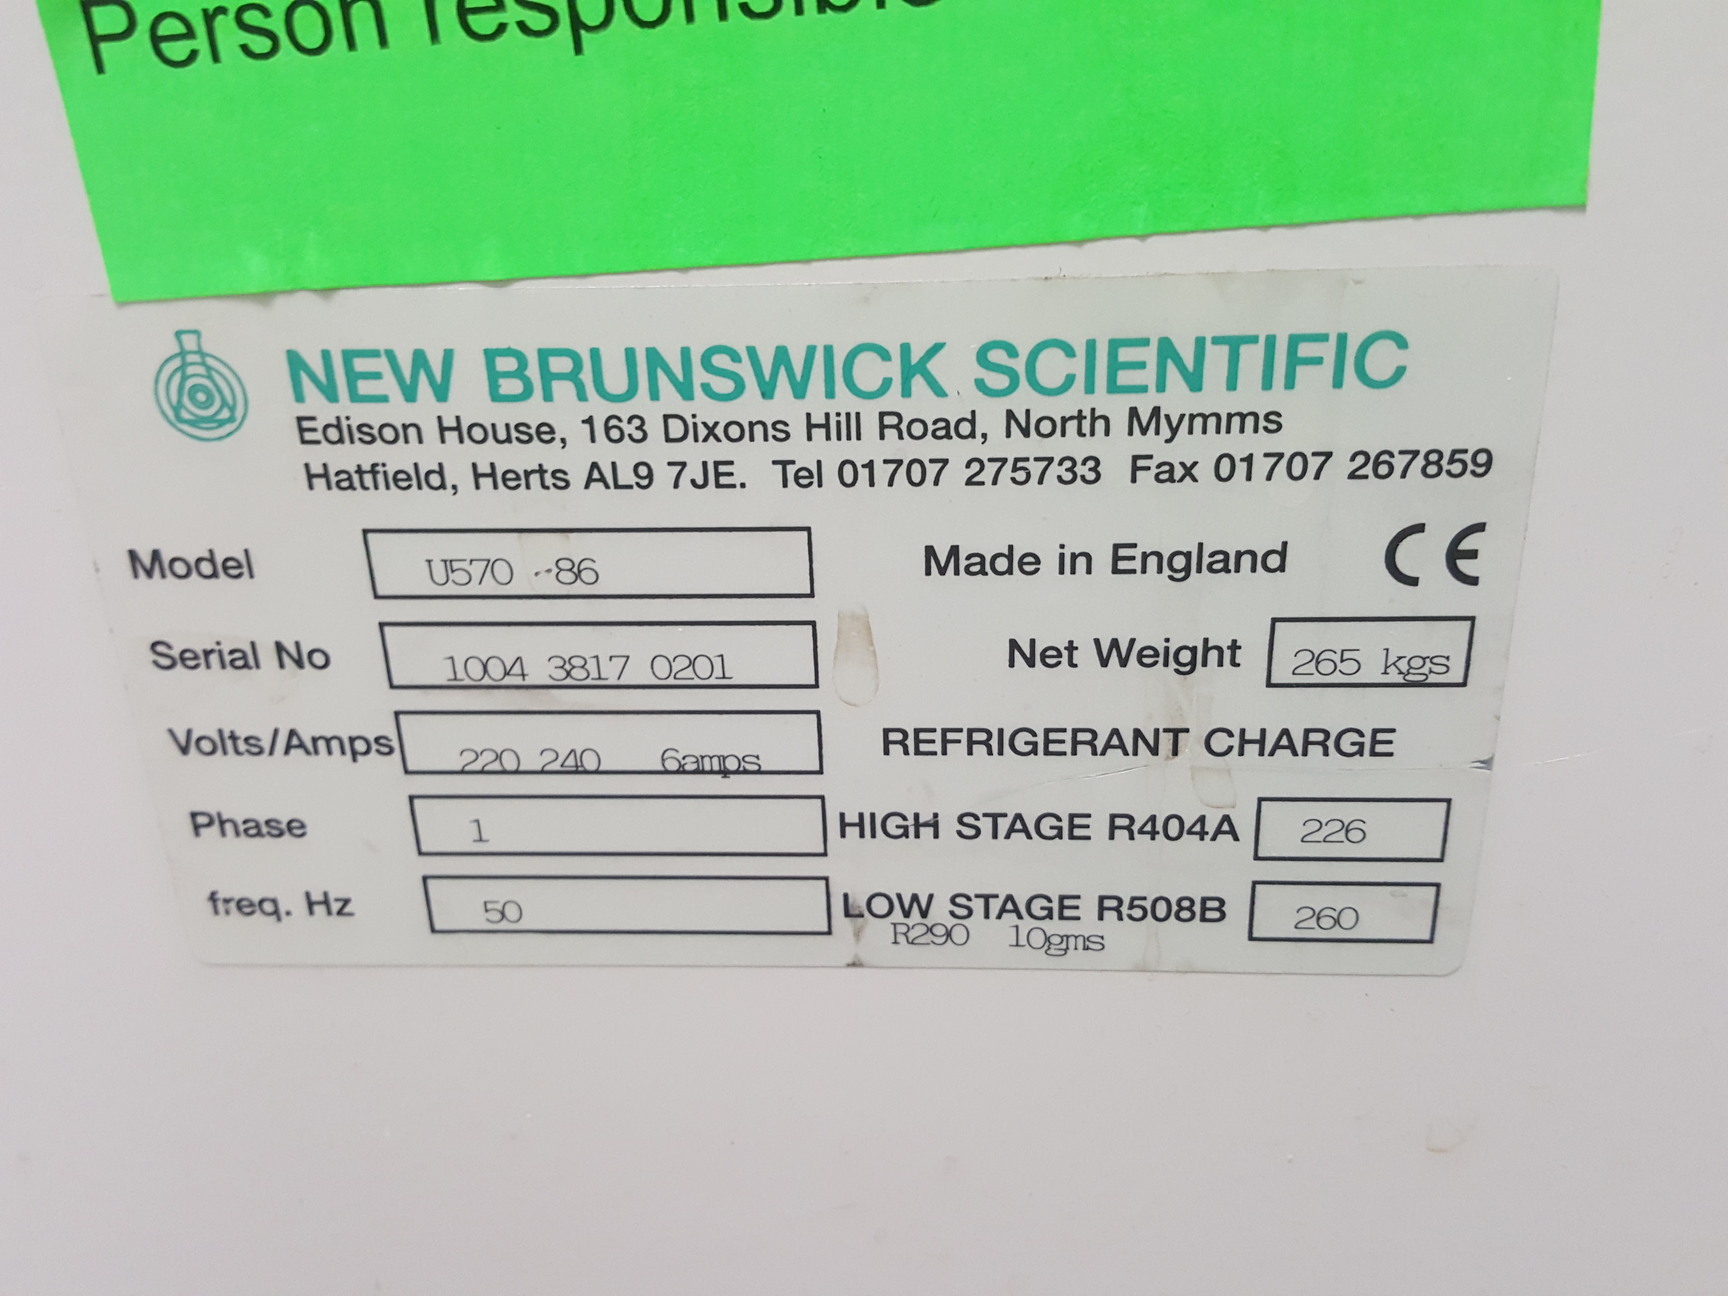 Person responsible
NEW BRUNSWICK SCIENTIFIC
Edison House, 163 Dixons Hill Road, North Mymms
Hatfield, Herts AL9 7JE. Tel 01707 275733 Fax 01707 267859
Model U570 -86 Made in England CE
Serial No 1004 3817 0201 Net Weight 265 kgs
Volts/Amps 220 240 6amps REFRIGERANT CHARGE
Phase 1 HIGH STAGE R404A 226
freq. Hz 50 LOW STAGE R508B 260
R290 10gms